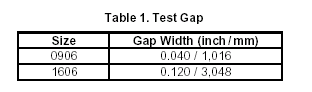 Table 1. Test Gap
Size Gap Width (inch/mm)
0906 0.040 / 1,016
1606 0.120 / 3,048